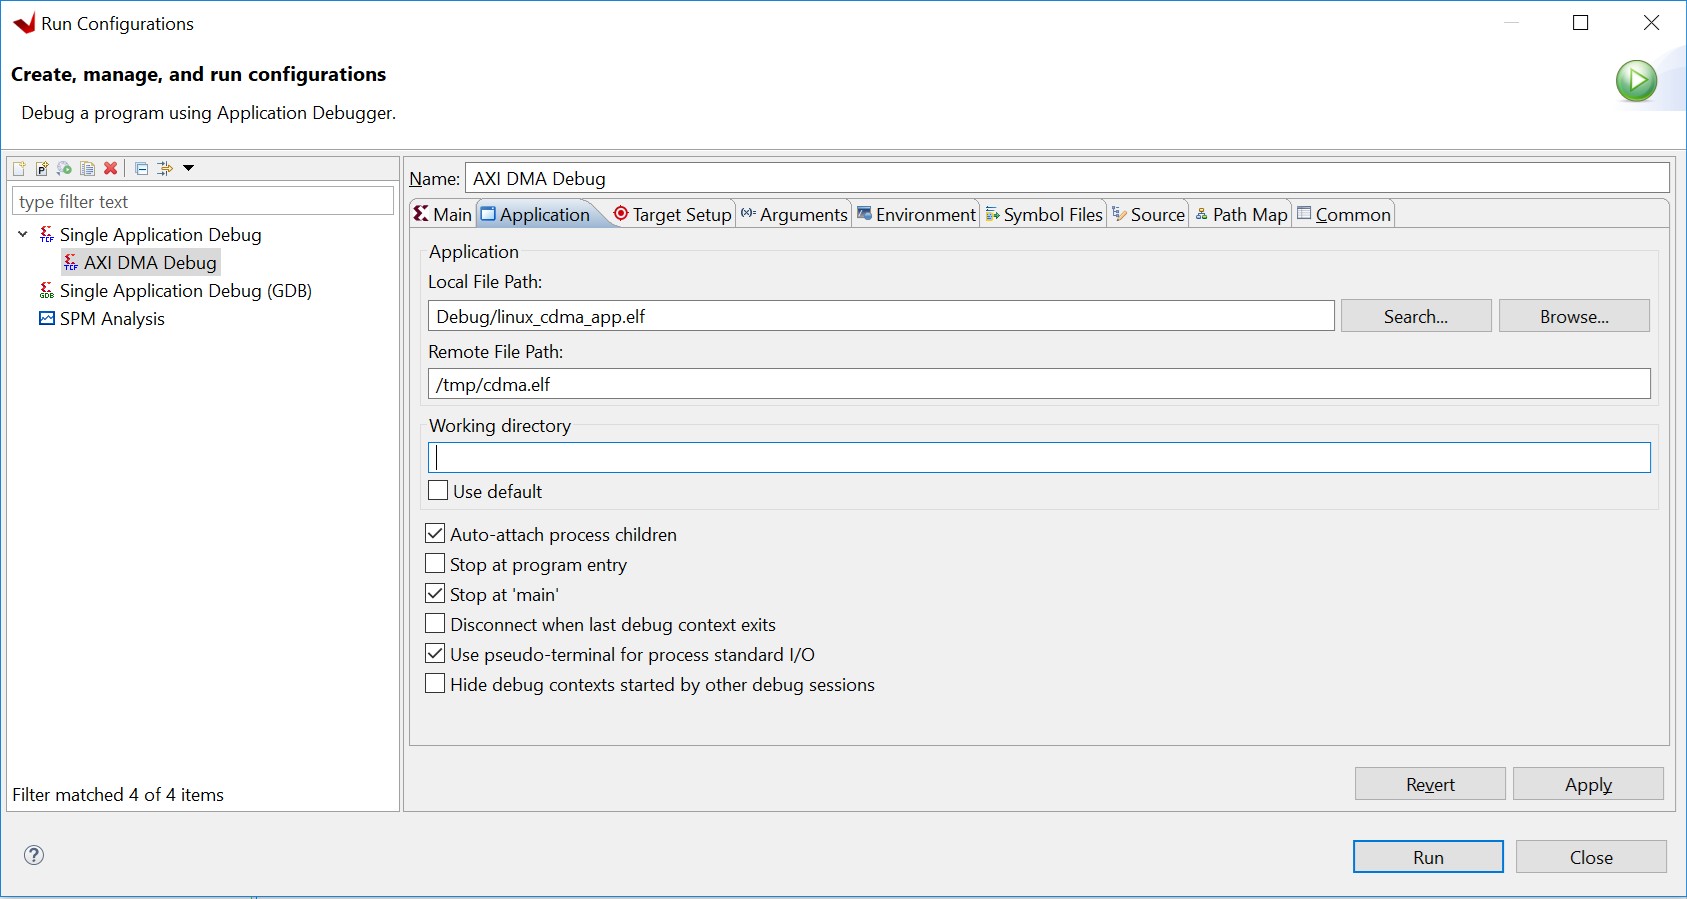 Run Configurations
Create, manage, and run configurations
Debug a program using Application Debugger.
type filter text
Single Application Debug
AXI DMA Debug
Single Application Debug (GDB)
SPM Analysis
Filter matched 4 of 4 items
Name: AXI DMA Debug
Main Application Target Setup Arguments Environment Symbol Files Source Path Map Common
Application
Local File Path:
Debug/linux_cdma_app.elf Search... Browse...
Remote File Path:
/tmp/cdma.elf
Working directory
Use default
Auto-attach process children
Stop at program entry
Stop at 'main'
Disconnect when last debug context exits
Use pseudo-terminal for process standard I/O
Hide debug contexts started by other debug sessions
Revert Apply
Run Close